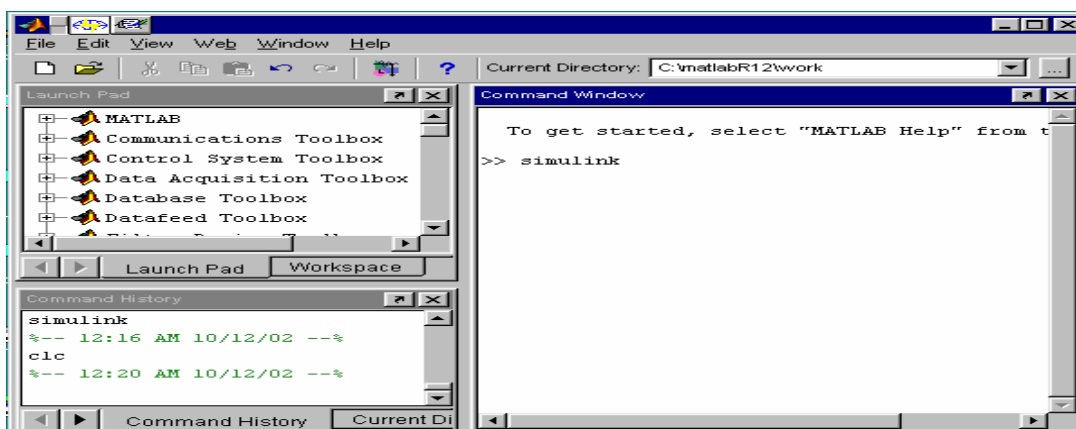 File Edit View Web Window Help
Current Directory: C:\matlabR12\work
...
Launch Pad
MATLAB
Communications Toolbox
Control System Toolbox
Data Acquisition Toolbox
Database Toolbox
Datafeed Toolbox
Launch Pad Workspace
Command History
simulink
%-- 12:16 AM 10/12/02 --%
clc
%-- 12:20 AM 10/12/02 --%
Command History Current Di
Command Window
To get started, select "MATLAB Help" from t
>> simulink